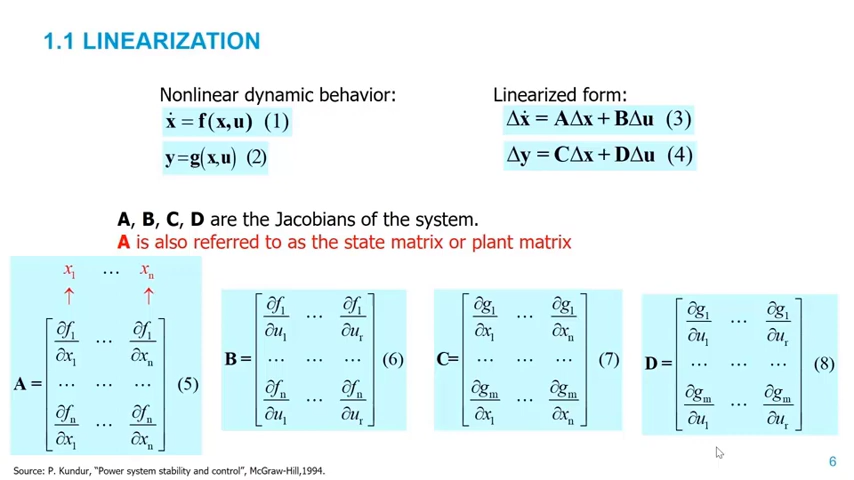 1.1 LINEARIZATION
Nonlinear dynamic behavior:
ẋ = f(x,u) (1)
y=g(x,u) (2)
Linearized form:
Δẋ = AΔx + BΔu (3)
Δy = CΔx + DΔu (4)
A, B, C, D are the Jacobians of the system.
A is also referred to as the state matrix or plant matrix
x₁ ⋯ xₙ
↑ ↑
A = [ ∂f₁/∂x₁ ⋯ ∂f₁/∂xₙ
⋯ ⋯ ⋯
∂fₙ/∂x₁ ⋯ ∂fₙ/∂xₙ ] (5)
B = [ ∂f₁/∂u₁ ⋯ ∂f₁/∂uᵣ
⋯ ⋯ ⋯
∂fₙ/∂u₁ ⋯ ∂fₙ/∂uᵣ ] (6)
C= [ ∂g₁/∂x₁ ⋯ ∂g₁/∂xₙ
⋯ ⋯ ⋯
∂gₘ/∂x₁ ⋯ ∂gₘ/∂xₙ ] (7)
D = [ ∂g₁/∂u₁ ⋯ ∂g₁/∂uᵣ
⋯ ⋯ ⋯
∂gₘ/∂u₁ ⋯ ∂gₘ/∂uᵣ ] (8)
Source: P. Kundur, "Power system stability and control", McGraw-Hill,1994.
6